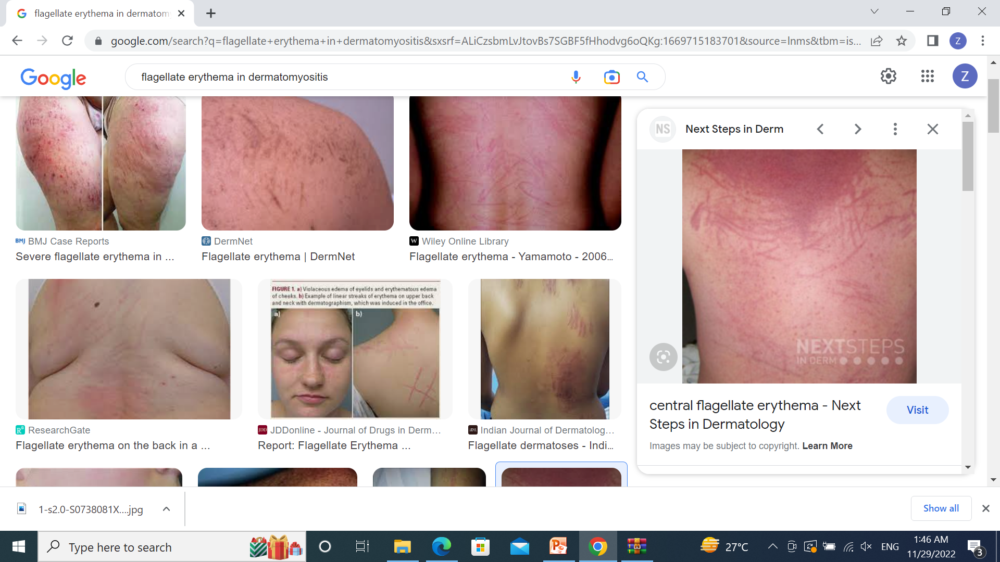 flagellate erythema in dermatom
google.com/search?q=flagellate+erythema+in+dermatomyositis&sxsrf=ALiCzsbmLvJtovBs7SGBF5fHhodvg6oQKg:1669715183701&source=lnms&tbm=is...
Z
Google
flagellate erythema in dermatomyositis
Z
NS
Next Steps in Derm
BMJ BMJ Case Reports
Severe flagellate erythema in ...
DermNet
Flagellate erythema | DermNet
W Wiley Online Library
Flagellate erythema - Yamamoto - 2006...
FIGURE 1. a) Violaceous edema of eyelids and erythematous edema
of cheeks. b) Example of linear streaks of erythema on upper back
and neck with dermatographism, which was induced in the office.
a)
b)
NEXTSTEPS
IN DERM
central flagellate erythema - Next
Steps in Dermatology
Visit
Images may be subject to copyright. Learn More
ResearchGate
Flagellate erythema on the back in a ...
JDD JDDonline - Journal of Drugs in Derm...
Report: Flagellate Erythema ...
Indian Journal of Dermatolog...
Flagellate dermatoses - Indi...
1-s2.0-S0738081X....jpg
Show all
Type here to search
27°C
ENG
1:46 AM
11/29/2022
3